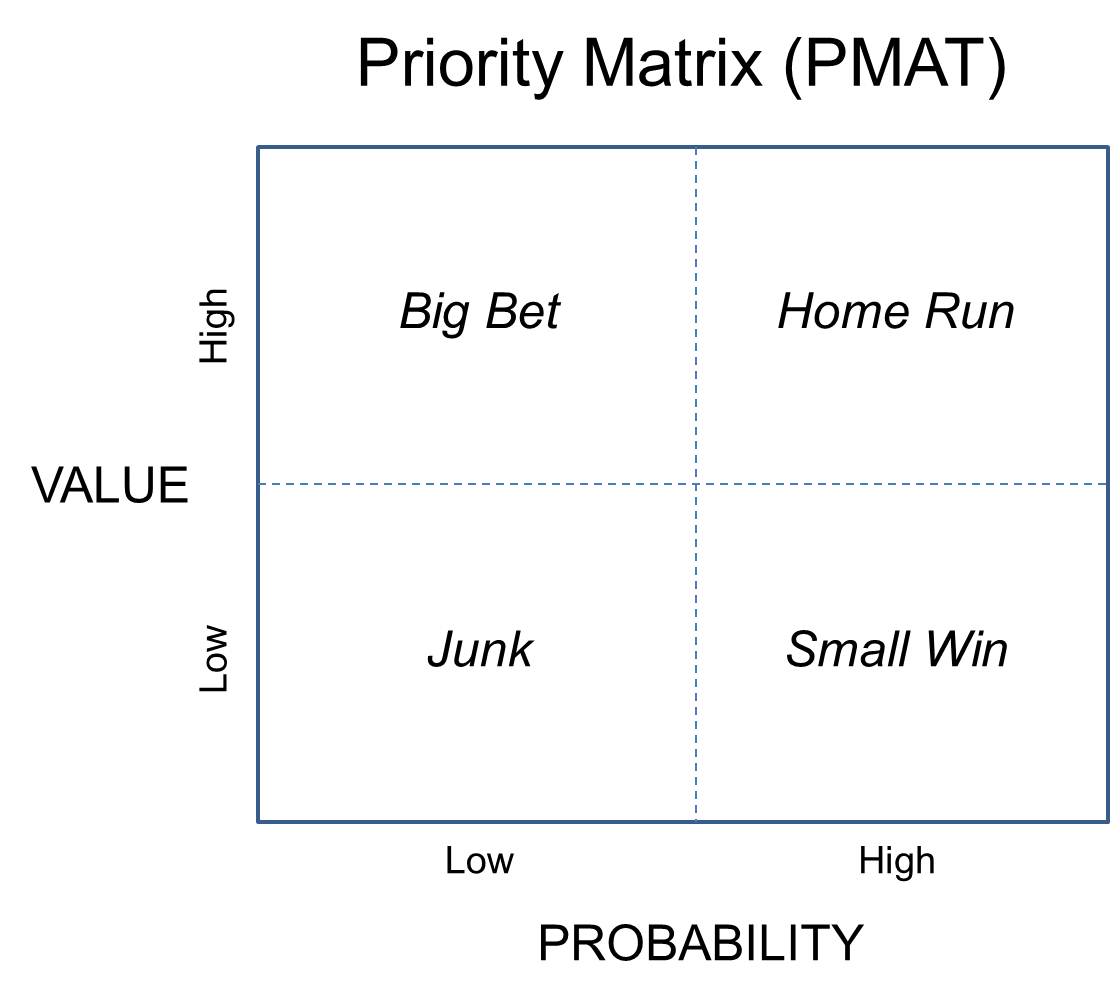 Priority Matrix (PMAT)
High
Big Bet
Home Run
VALUE
Low
Junk
Small Win
Low
High
PROBABILITY